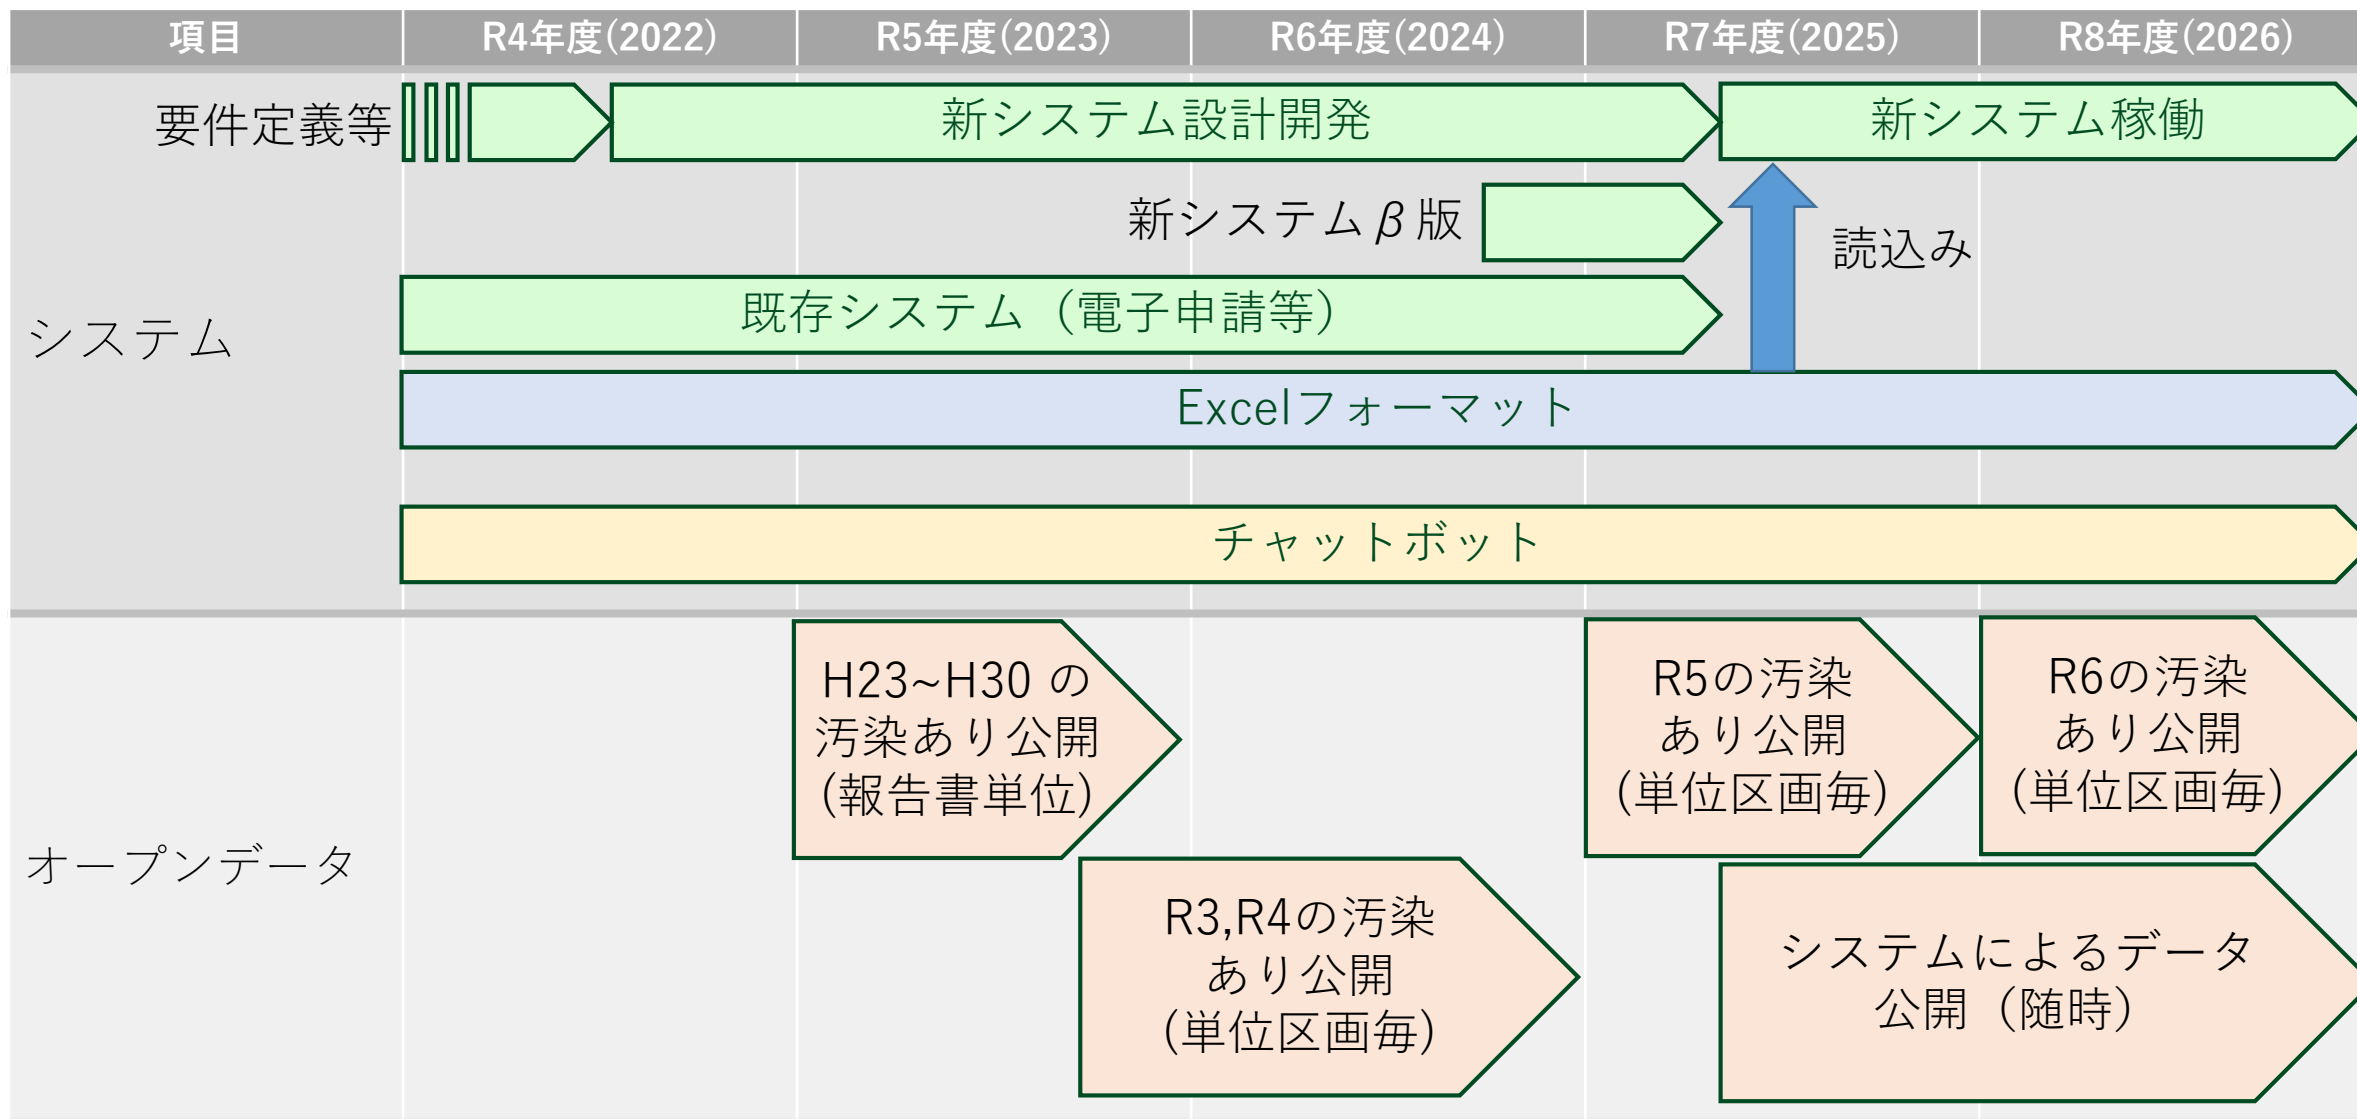 項目
R4年度(2022)
R5年度(2023)
R6年度(2024)
R7年度(2025)
R8年度(2026)
システム
要件定義等
新システム設計開発
新システム稼働
新システムβ版
読込み
既存システム（電子申請等）
Excelフォーマット
チャットボット
オープンデータ
H23~H30 の
汚染あり公開
(報告書単位)
R3,R4の汚染
あり公開
(単位区画毎)
R5の汚染
あり公開
(単位区画毎)
R6の汚染
あり公開
(単位区画毎)
システムによるデータ
公開（随時）